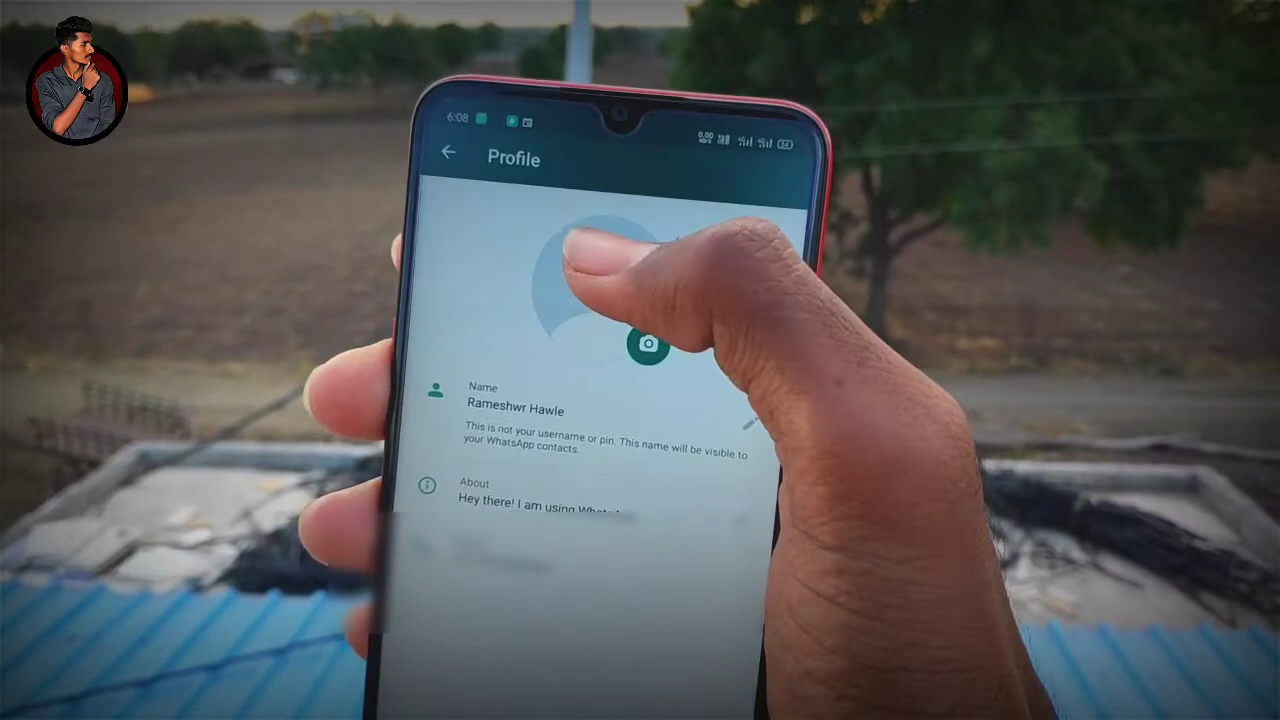 6:08
Profile
Name
Rameshwr Hawle
This is not your username or pin. This name will be visible to
your WhatsApp contacts.
About
Hey there! I am using